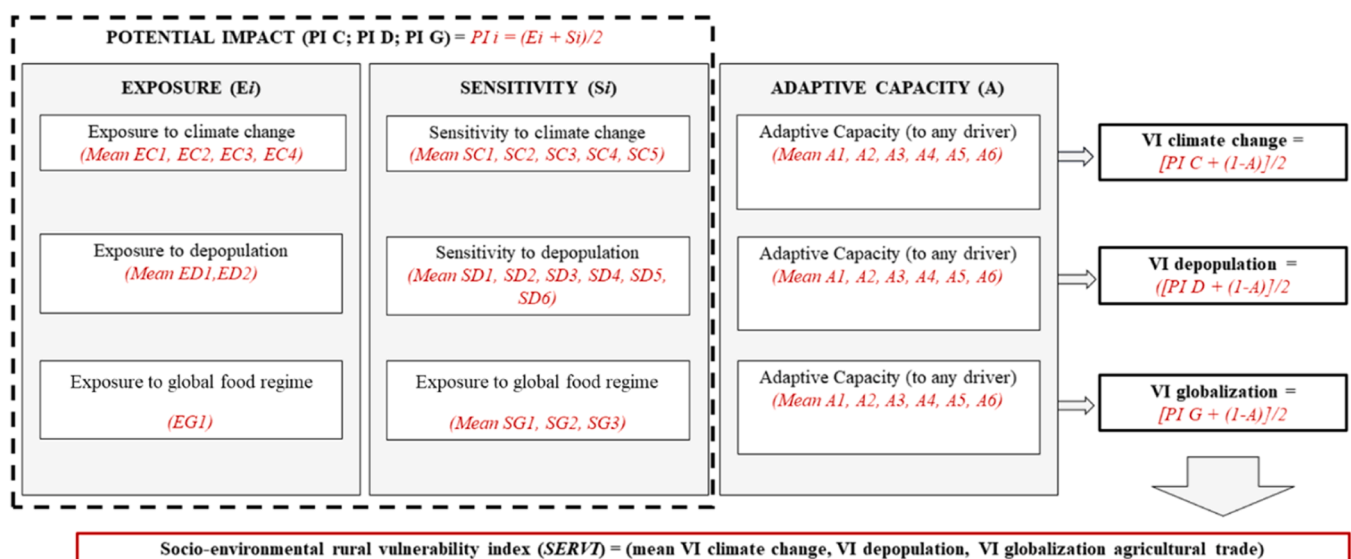 POTENTIAL IMPACT (PI C; PI D; PI G) = PI i = (Ei + Si)/2
EXPOSURE (Ei)
Exposure to climate change
(Mean EC1, EC2, EC3, EC4)
Exposure to depopulation
(Mean ED1,ED2)
Exposure to global food regime
(EG1)
SENSITIVITY (Si)
Sensitivity to climate change
(Mean SC1, SC2, SC3, SC4, SC5)
Sensitivity to depopulation
(Mean SD1, SD2, SD3, SD4, SD5,
SD6)
Exposure to global food regime
(Mean SG1, SG2, SG3)
ADAPTIVE CAPACITY (A)
Adaptive Capacity (to any driver)
(Mean A1, A2, A3, A4, A5, A6)
Adaptive Capacity (to any driver)
(Mean A1, A2, A3, A4, A5, A6)
Adaptive Capacity (to any driver)
(Mean A1, A2, A3, A4, A5, A6)
VI climate change =
[PI C + (1-A)]/2
VI depopulation =
([PI D + (1-A)]/2
VI globalization =
[PI G + (1-A)]/2
Socio-environmental rural vulnerability index (SERVI) = (mean VI climate change, VI depopulation, VI globalization agricultural trade)